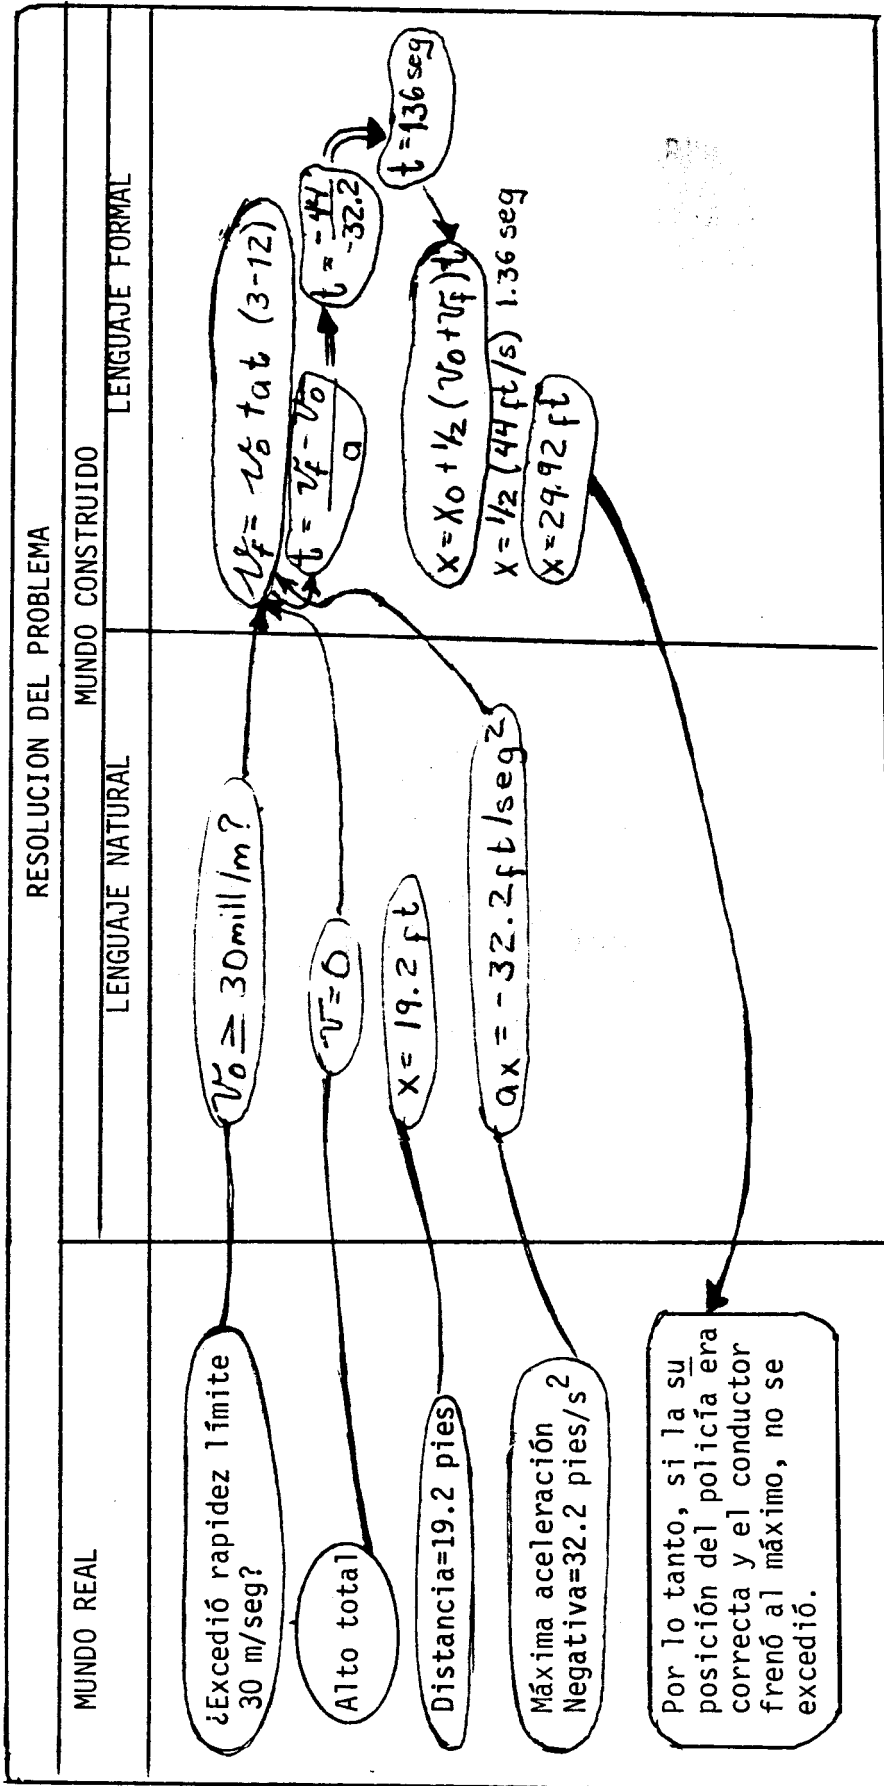 RESOLUCION DEL PROBLEMA
MUNDO REAL
MUNDO CONSTRUIDO
LENGUAJE NATURAL
LENGUAJE FORMAL
¿Excedió rapidez límite
30 m/seg?
Alto total
Distancia=19.2 pies
Máxima aceleración
Negativa=32.2 pies/s²
Por lo tanto, si la su
posición del policía era
correcta y el conductor
frenó al máximo, no se
excedió.
v₀ ≥ 30mill/m?
v=0
x= 19.2 ft
ax = -32.2ft/seg²
vf = v₀ tat (3-12)
t = vf - v₀ / a
t = -44 / -32.2
t = 1.36 seg
x = x₀ + 1/2 (v₀ + vf) t
x = 1/2 (44 ft/s) 1.36 seg
x = 29.92 ft